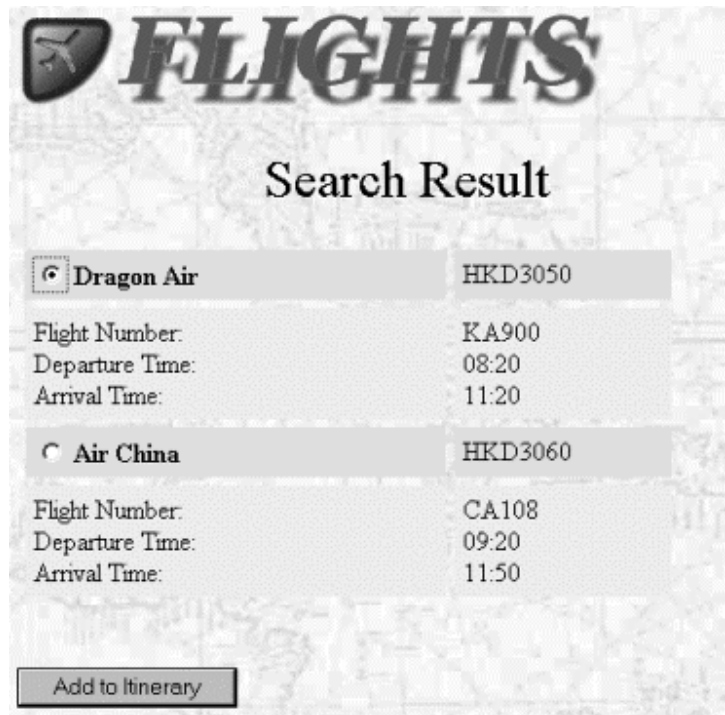 FLIGHTS
Search Result
Dragon Air HKD3050
Flight Number: KA900
Departure Time: 08:20
Arrival Time: 11:20
Air China HKD3060
Flight Number: CA108
Departure Time: 09:20
Arrival Time: 11:50
Add to Itinerary